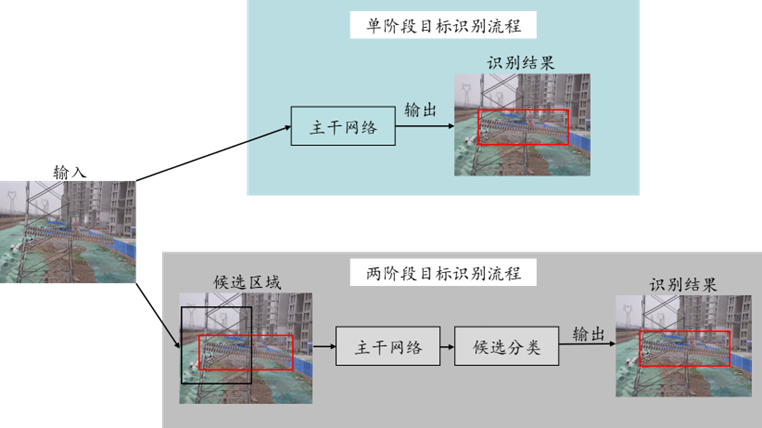 单阶段目标识别流程
识别结果
主干网络
输出
输入
两阶段目标识别流程
候选区域
识别结果
主干网络
候选分类
输出